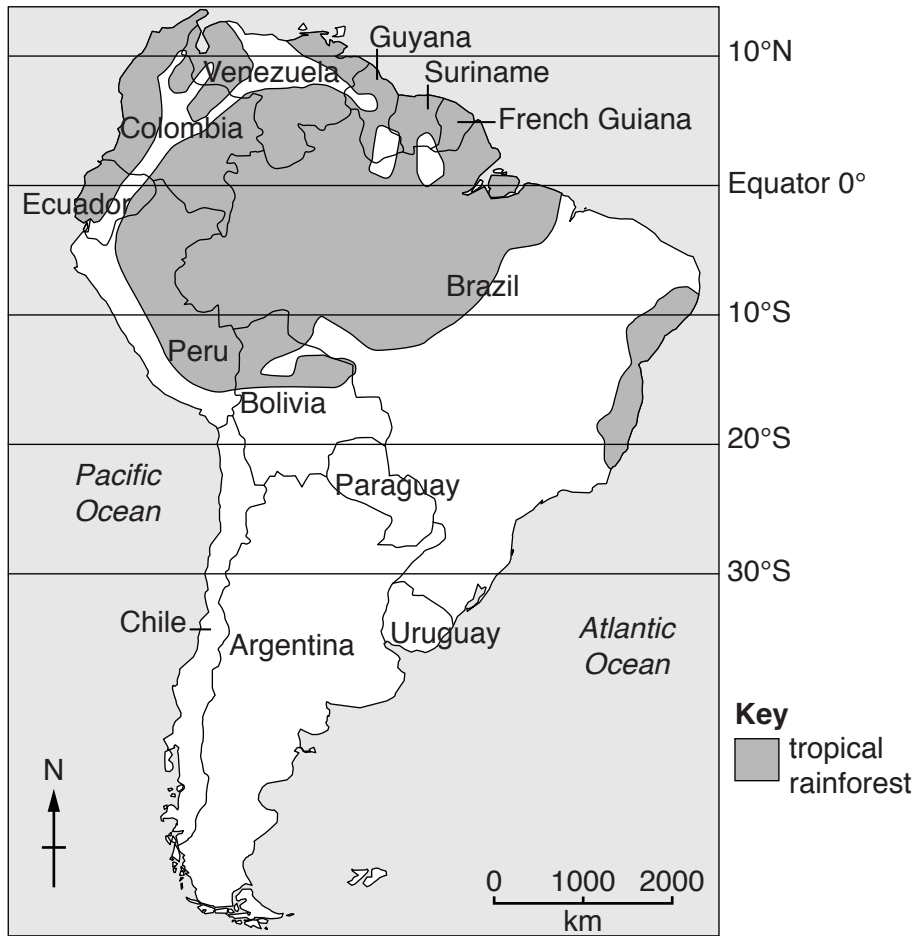 Guyana
10°N
Venezuela
Suriname
Colombia
French Guiana
Equator 0°
Ecuador
Brazil
10°S
Peru
Bolivia
20°S
Pacific
Ocean
Paraguay
30°S
Chile
Argentina
Uruguay
Atlantic
Ocean
Key
tropical
rainforest
N
0 1000 2000
km